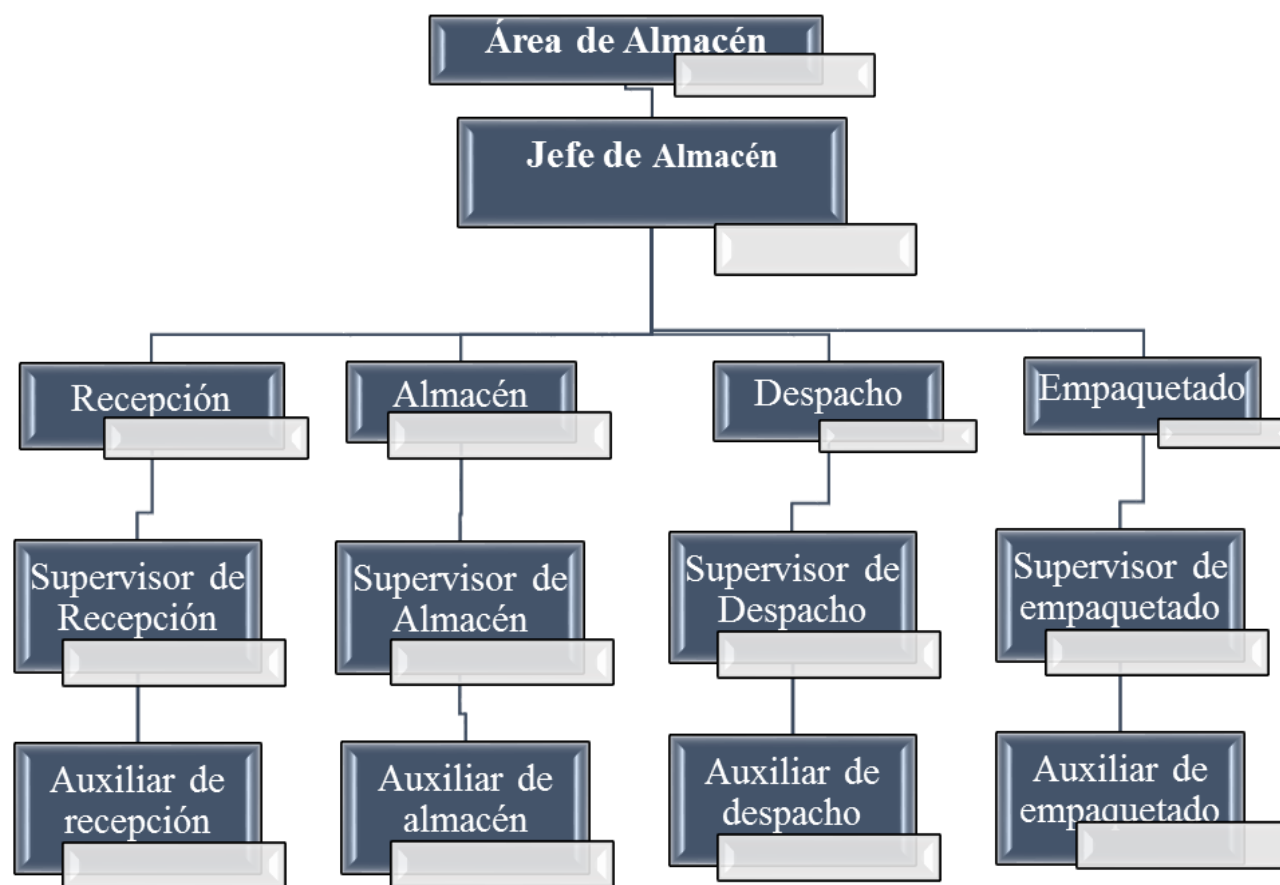 Área de Almacén
Jefe de Almacén
Recepción
Almacén
Despacho
Empaquetado
Supervisor de
Recepción
Supervisor de
Almacén
Supervisor de
Despacho
Supervisor de
empaquetado
Auxiliar de
recepción
Auxiliar de
almacén
Auxiliar de
despacho
Auxiliar de
empaquetado